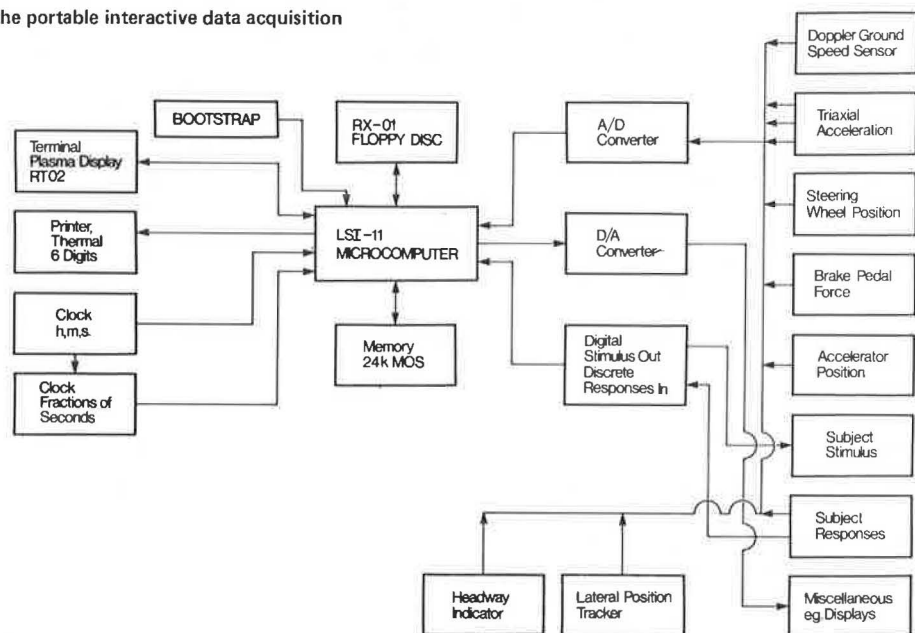 he portable interactive data acquisition
BOOTSTRAP
RX-01
FLOPPY DISC
Terminal
Plasma Display
RT02
Printer,
Thermal
6 Digits
Clock
h,m,s.
Clock
Fractions of
Seconds
LSI-11
MICROCOMPUTER
Memory
24k MOS
A/D
Converter
D/A
Converter
Digital
Stimulus Out
Discrete
Responses In
Headway
Indicator
Lateral Position
Tracker
Doppler Ground
Speed Sensor
Triaxial
Acceleration
Steering
Wheel Position
Brake Pedal
Force
Accelerator
Position
Subject
Stimulus
Subject
Responses
Miscellaneous
eg. Displays